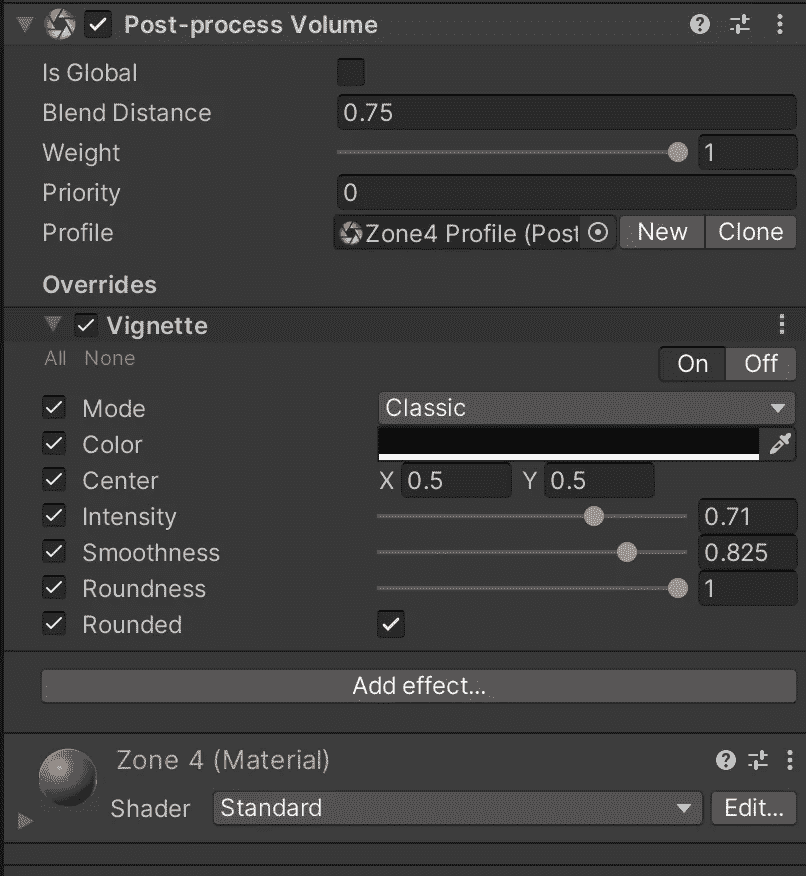 Post-process Volume
Is Global
Blend Distance 0.75
Weight 1
Priority 0
Profile Zone4 Profile (Post New Clone
Overrides
Vignette
All None On Off
Mode Classic
Color
Center X 0.5 Y 0.5
Intensity 0.71
Smoothness 0.825
Roundness 1
Rounded
Add effect...
Zone 4 (Material)
Shader Standard Edit...